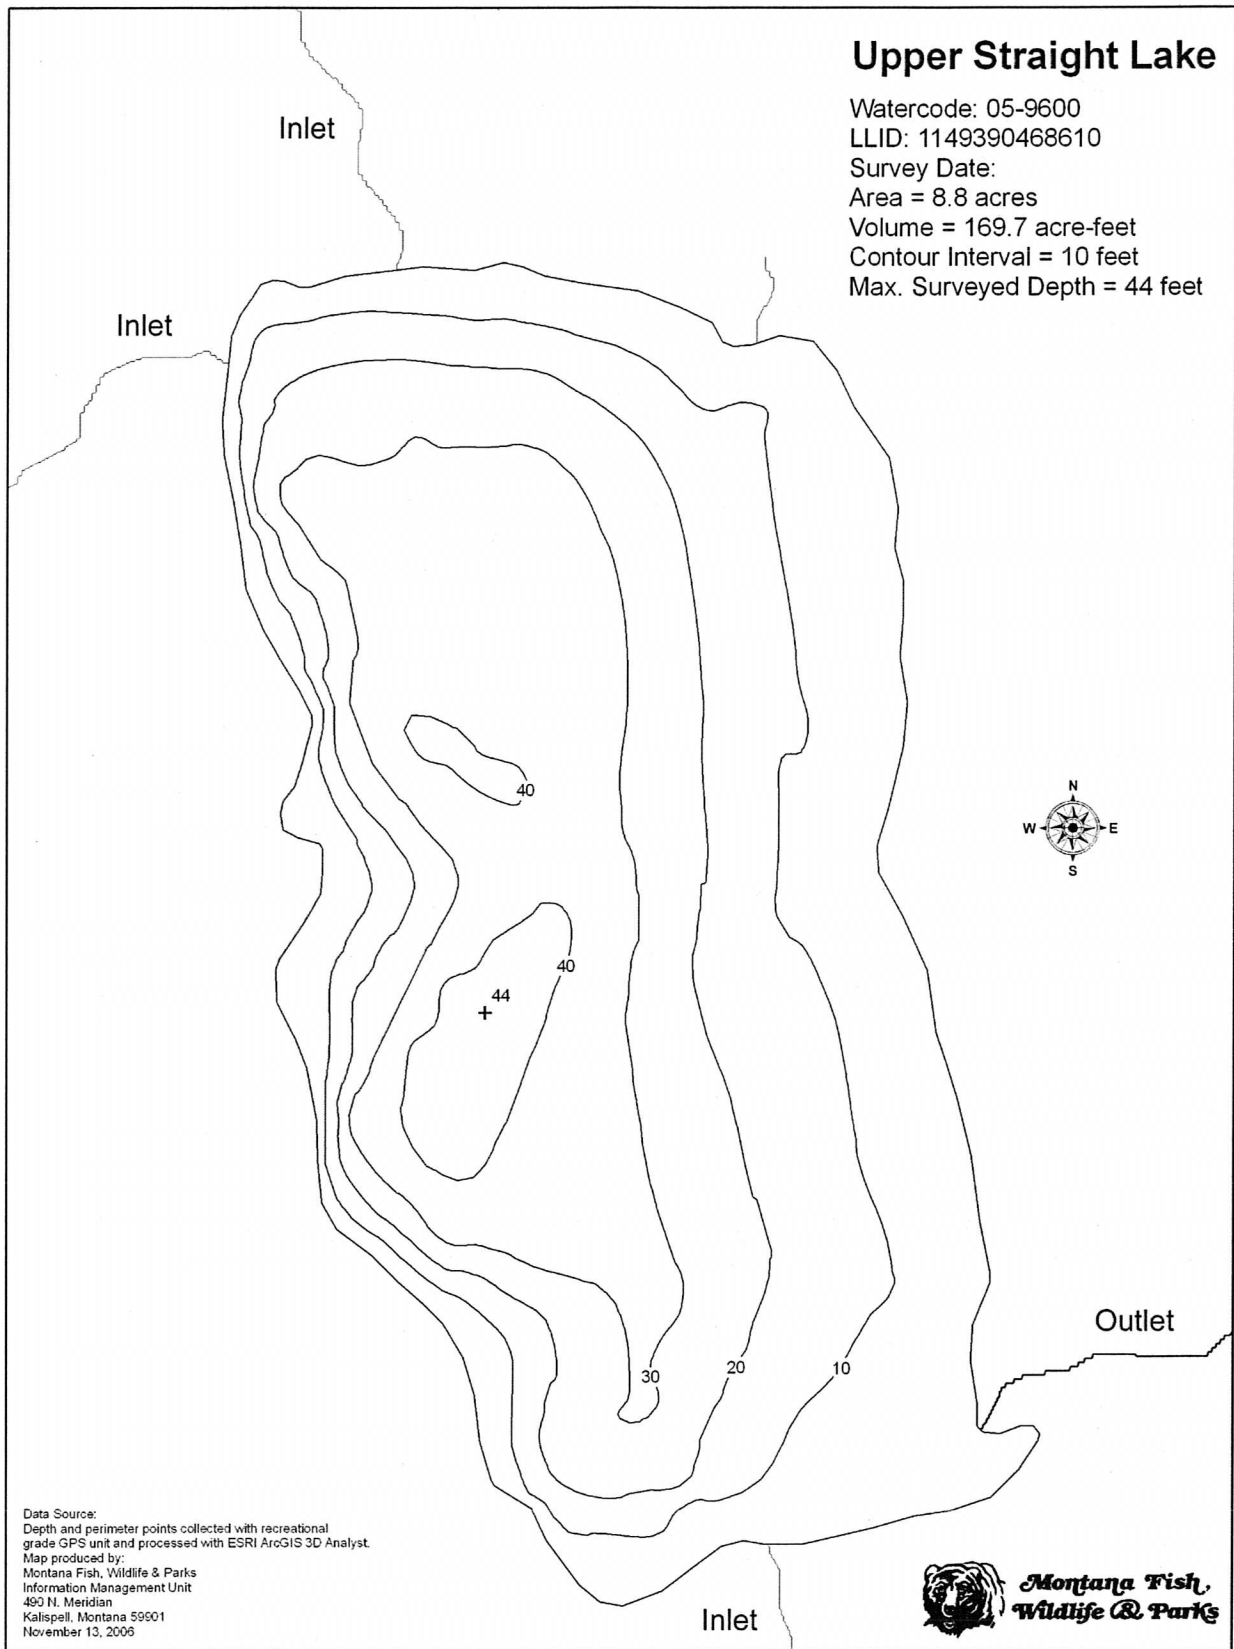 Upper Straight Lake
Watercode: 05-9600
LLID: 1149390468610
Survey Date:
Area = 8.8 acres
Volume = 169.7 acre-feet
Contour Interval = 10 feet
Max. Surveyed Depth = 44 feet
Inlet
Inlet
40
N
W E
S
40
44
Outlet
30
20
10
Data Source:
Depth and perimeter points collected with recreational
grade GPS unit and processed with ESRI ArcGIS 3D Analyst.
Map produced by:
Montana Fish, Wildlife & Parks
Information Management Unit
490 N. Meridian
Kalispell, Montana 59901
November 13, 2006
Inlet
Montana Fish,
Wildlife & Parks